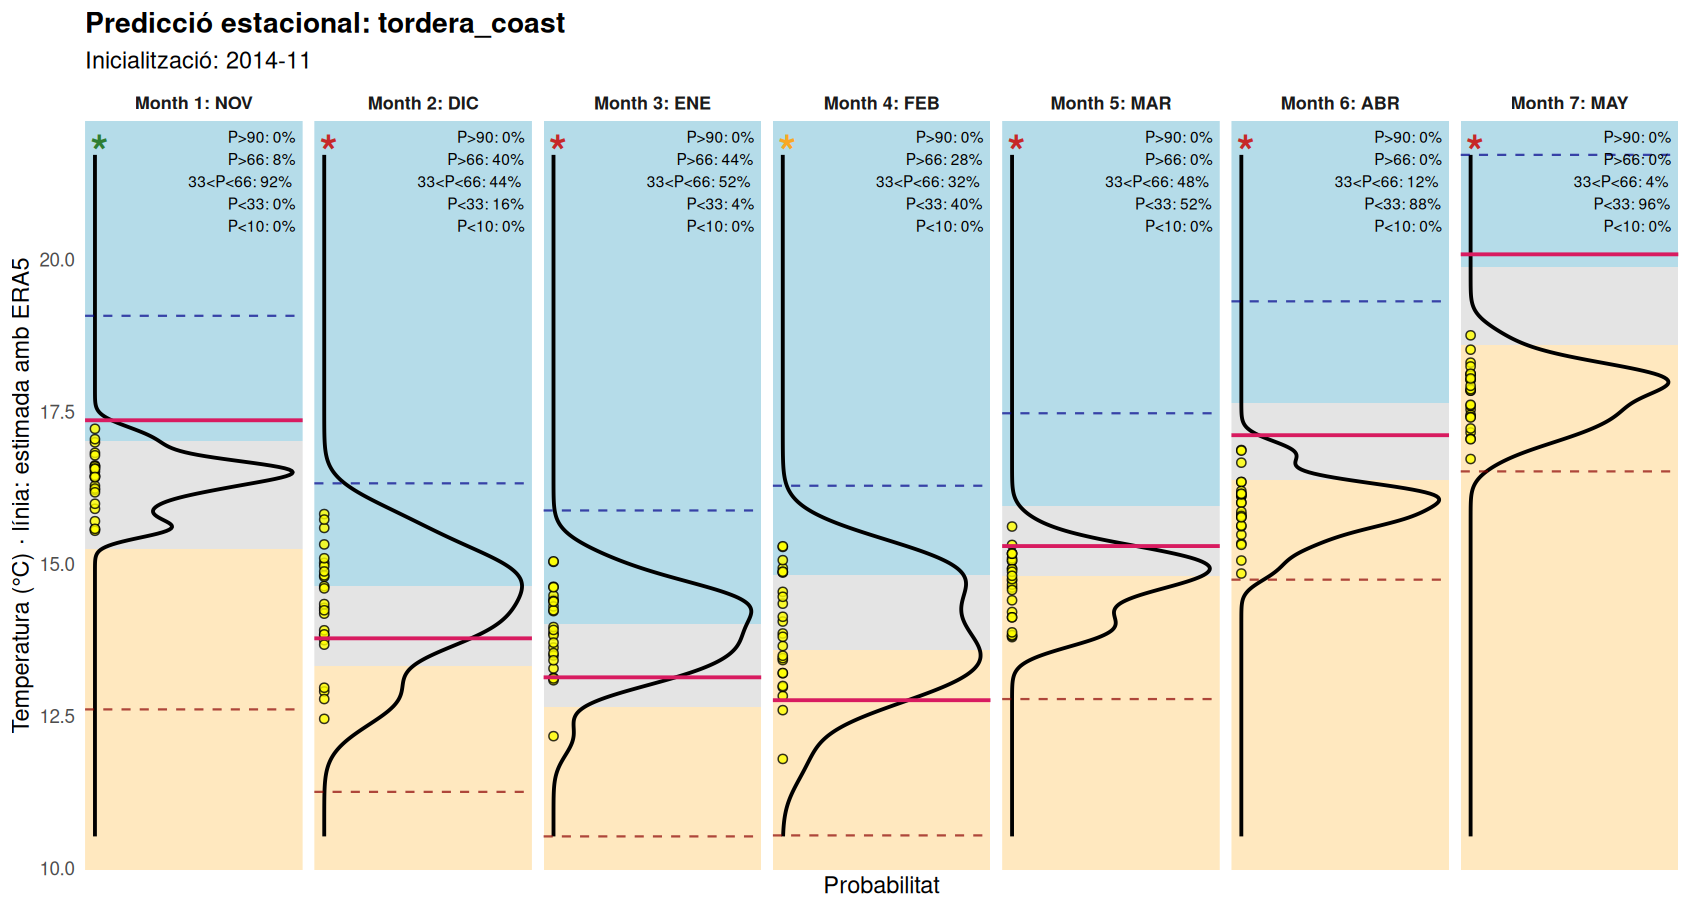 Predicció estacional: tordera_coast
Inicialització: 2014-11
Month 1: NOV
Month 2: DIC
Month 3: ENE
Month 4: FEB
Month 5: MAR
Month 6: ABR
Month 7: MAY
*
P>90: 0%
P>66: 8%
33<P<66: 92%
P<33: 0%
P<10: 0%
*
P>90: 0%
P>66: 40%
33<P<66: 44%
P<33: 16%
P<10: 0%
*
P>90: 0%
P>66: 44%
33<P<66: 52%
P<33: 4%
P<10: 0%
*
P>90: 0%
P>66: 28%
33<P<66: 32%
P<33: 40%
P<10: 0%
*
P>90: 0%
P>66: 0%
33<P<66: 48%
P<33: 52%
P<10: 0%
*
P>90: 0%
P>66: 0%
33<P<66: 12%
P<33: 88%
P<10: 0%
*
P>90: 0%
P>66: 0%
33<P<66: 4%
P<33: 96%
P<10: 0%
Temperatura (°C) · línia: estimada amb ERA5
20.0
17.5
15.0
12.5
10.0
Probabilitat